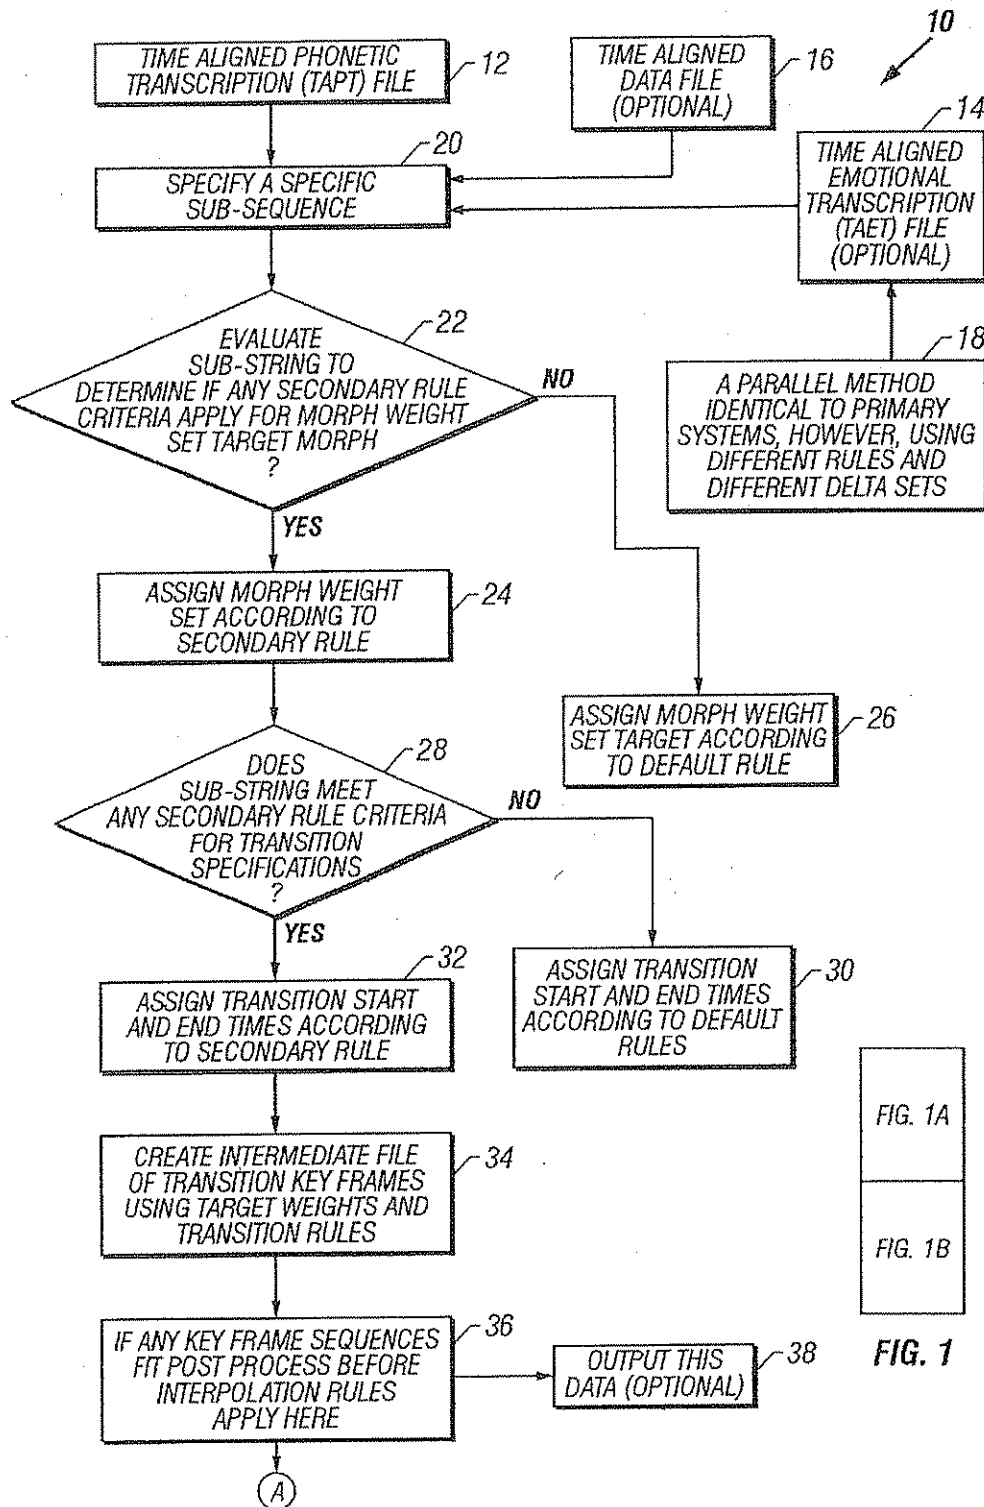 10
TIME ALIGNED PHONETIC
TRANSCRIPTION (TAPT) FILE
12
TIME ALIGNED
DATA FILE
(OPTIONAL)
16
14
TIME ALIGNED
EMOTIONAL
TRANSCRIPTION
(TAET) FILE
(OPTIONAL)
20
SPECIFY A SPECIFIC
SUB-SEQUENCE
18
A PARALLEL METHOD
IDENTICAL TO PRIMARY
SYSTEMS, HOWEVER, USING
DIFFERENT RULES AND
DIFFERENT DELTA SETS
22
EVALUATE
SUB-STRING TO
DETERMINE IF ANY SECONDARY RULE
CRITERIA APPLY FOR MORPH WEIGHT
SET TARGET MORPH
?
NO
YES
ASSIGN MORPH WEIGHT
SET ACCORDING TO
SECONDARY RULE
24
ASSIGN MORPH WEIGHT
SET TARGET ACCORDING
TO DEFAULT RULE
26
28
DOES
SUB-STRING MEET
ANY SECONDARY RULE CRITERIA
FOR TRANSITION
SPECIFICATIONS
?
NO
YES
32
ASSIGN TRANSITION START
AND END TIMES ACCORDING
TO SECONDARY RULE
ASSIGN TRANSITION
START AND END TIMES
ACCORDING TO DEFAULT
RULES
30
CREATE INTERMEDIATE FILE
OF TRANSITION KEY FRAMES
USING TARGET WEIGHTS AND
TRANSITION RULES
34
IF ANY KEY FRAME SEQUENCES
FIT POST PROCESS BEFORE
INTERPOLATION RULES
APPLY HERE
36
OUTPUT THIS
DATA (OPTIONAL)
38
A
FIG. 1A
FIG. 1B
FIG. 1